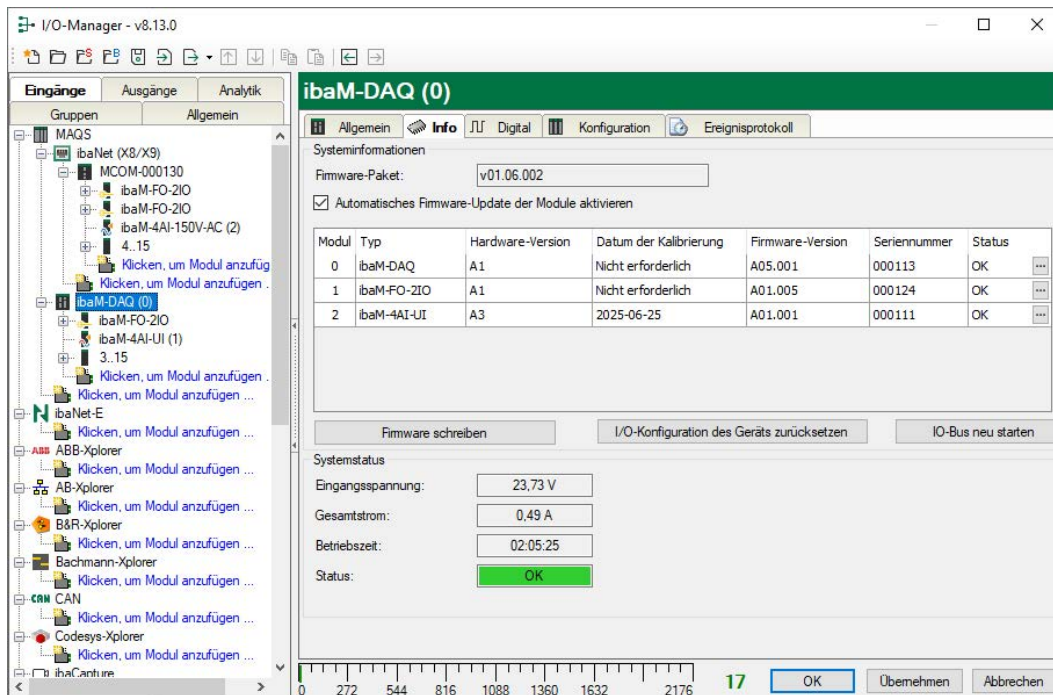 I/O-Manager - v8.13.0
Eingänge Ausgänge Analytik
Gruppen Allgemein
MAQS
ibaNet (X8/X9)
MCOM-000130
ibaM-FO-2IO
ibaM-FO-2IO
ibaM-4AI-150V-AC (2)
4..15
Klicken, um Modul anzufüg
Klicken, um Modul anzufügen .
ibaM-DAQ (0)
ibaM-FO-2IO
ibaM-4AI-UI (1)
3..15
Klicken, um Modul anzufügen .
Klicken, um Modul anzufügen ...
ibaNet-E
Klicken, um Modul anzufügen ...
ABB ABB-Xplorer
Klicken, um Modul anzufügen ...
AB-Xplorer
Klicken, um Modul anzufügen ...
B&R-Xplorer
Klicken, um Modul anzufügen ...
Bachmann-Xplorer
Klicken, um Modul anzufügen ...
CAN CAN
Klicken, um Modul anzufügen ...
Codesys-Xplorer
Klicken, um Modul anzufügen ...
ibaCapture
ibaM-DAQ (0)
Allgemein Info Digital Konfiguration Ereignisprotokoll
Systeminformationen
Firmware-Paket: v01.06.002
Automatisches Firmware-Update der Module aktivieren
Modul Typ Hardware-Version Datum der Kalibrierung Firmware-Version Seriennummer Status
0 ibaM-DAQ A1 Nicht erforderlich A05.001 000113 OK ...
1 ibaM-FO-2IO A1 Nicht erforderlich A01.005 000124 OK ...
2 ibaM-4AI-UI A3 2025-06-25 A01.001 000111 OK ...
Firmware schreiben I/O-Konfiguration des Geräts zurücksetzen IO-Bus neu starten
Systemstatus
Eingangsspannung: 23,73 V
Gesamtstrom: 0,49 A
Betriebszeit: 02:05:25
Status: OK
0 272 544 816 1088 1360 1632 2176 17 OK Übernehmen Abbrechen